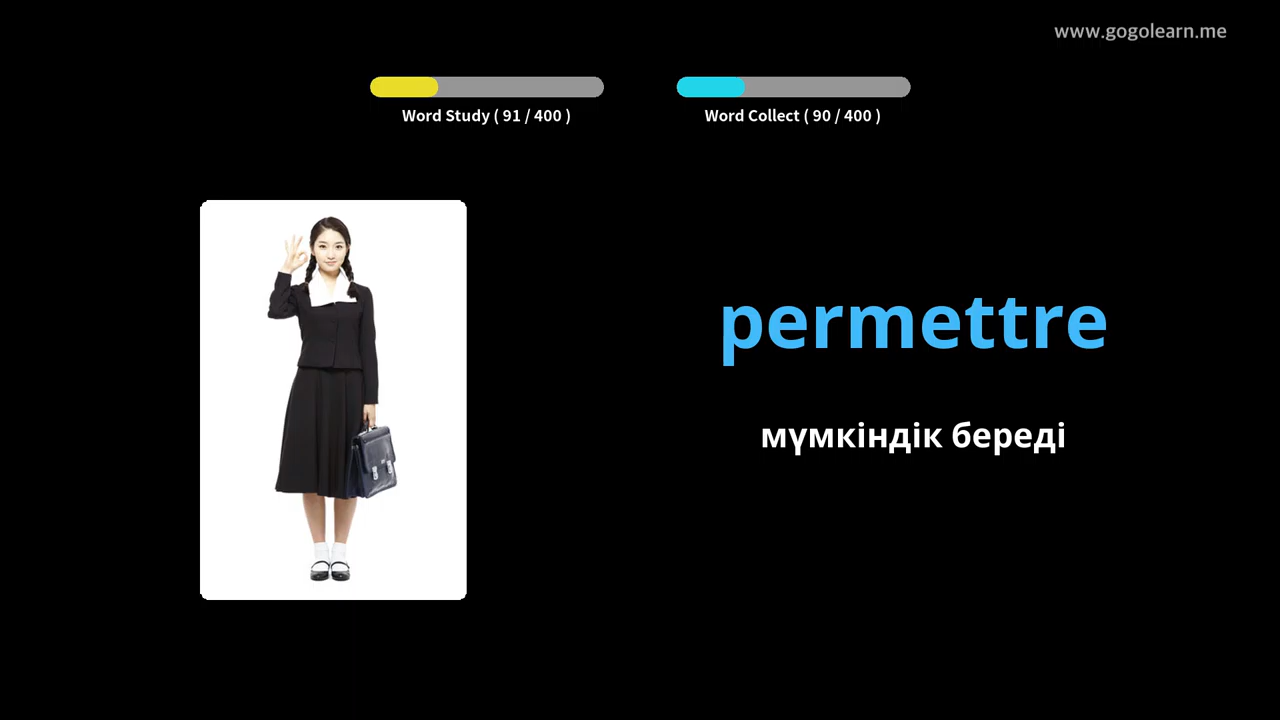 www.gogolearn.me
Word Study ( 91 / 400 )
Word Collect ( 90 / 400 )
permettre
мүмкіндік береді